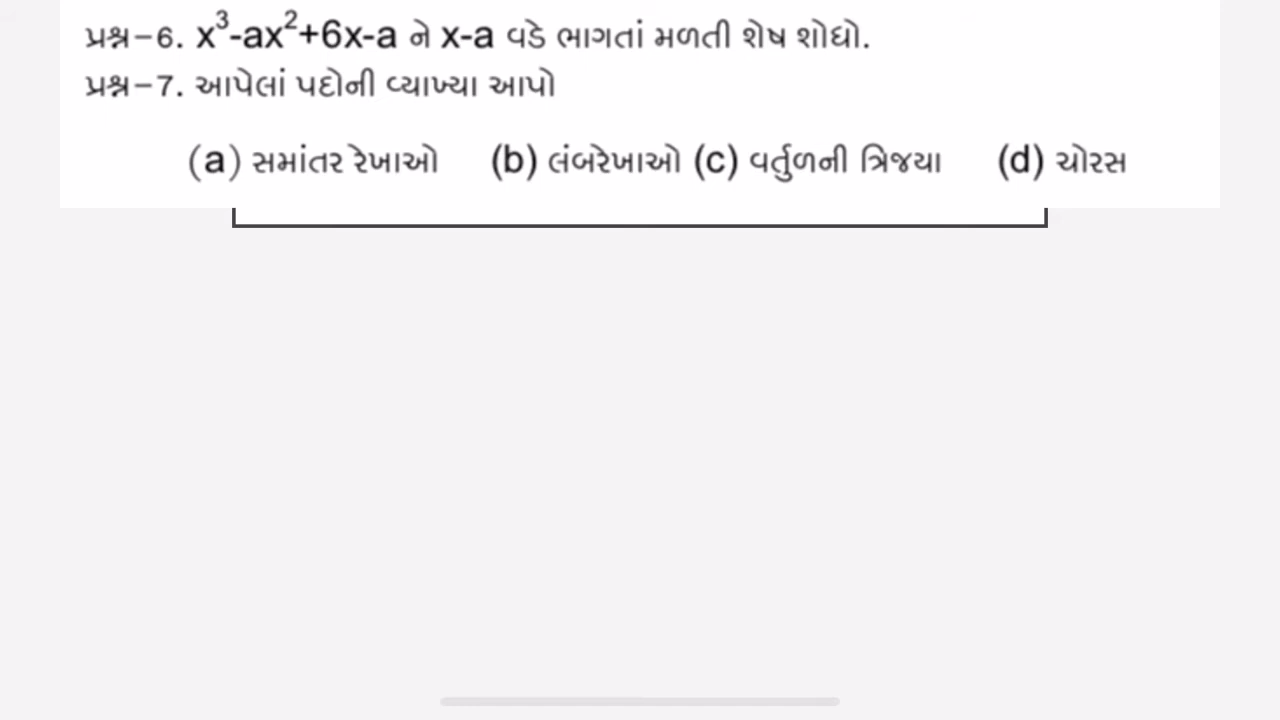 પ્રશ્ન–6. x³-ax²+6x-a ને x-a વડે ભાગતાં મળતી શેષ શોધો.
પ્રશ્ન–7. આપેલાં પદોની વ્યાખ્યા આપો
(a) સમાંતર રેખાઓ (b) લંબરેખાઓ (c) વર્તુળની ત્રિજયા (d) ચોરસ